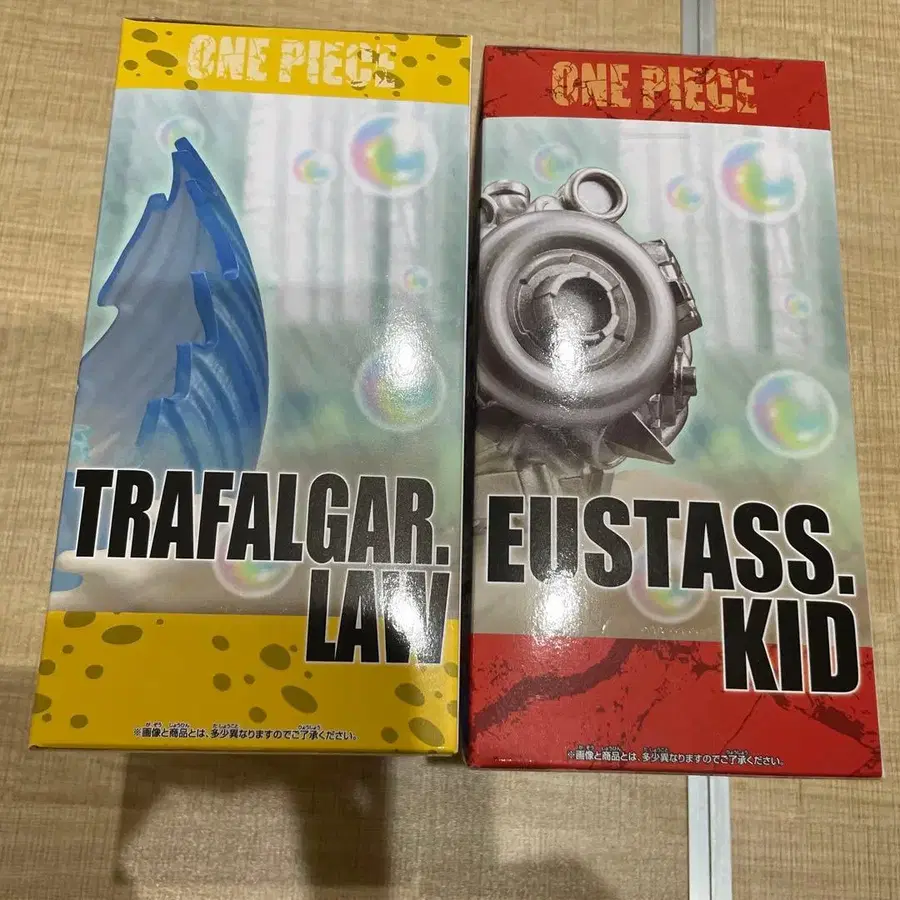 ONE PIECE
TRAFALGAR.
LAW
※画像と商品とは、多少異なりますのでご了承ください。
ONE PIECE
EUSTASS.
KID
※画像と商品とは、多少異なりますのでご了承ください。